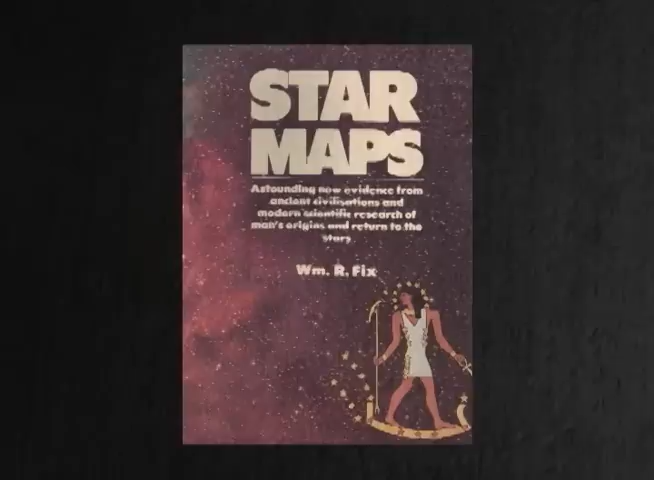 STAR
MAPS
Astounding new evidence from
ancient civilisations and
modern scientific research of
man's origins and return to the
stars
Wm. R. Fix